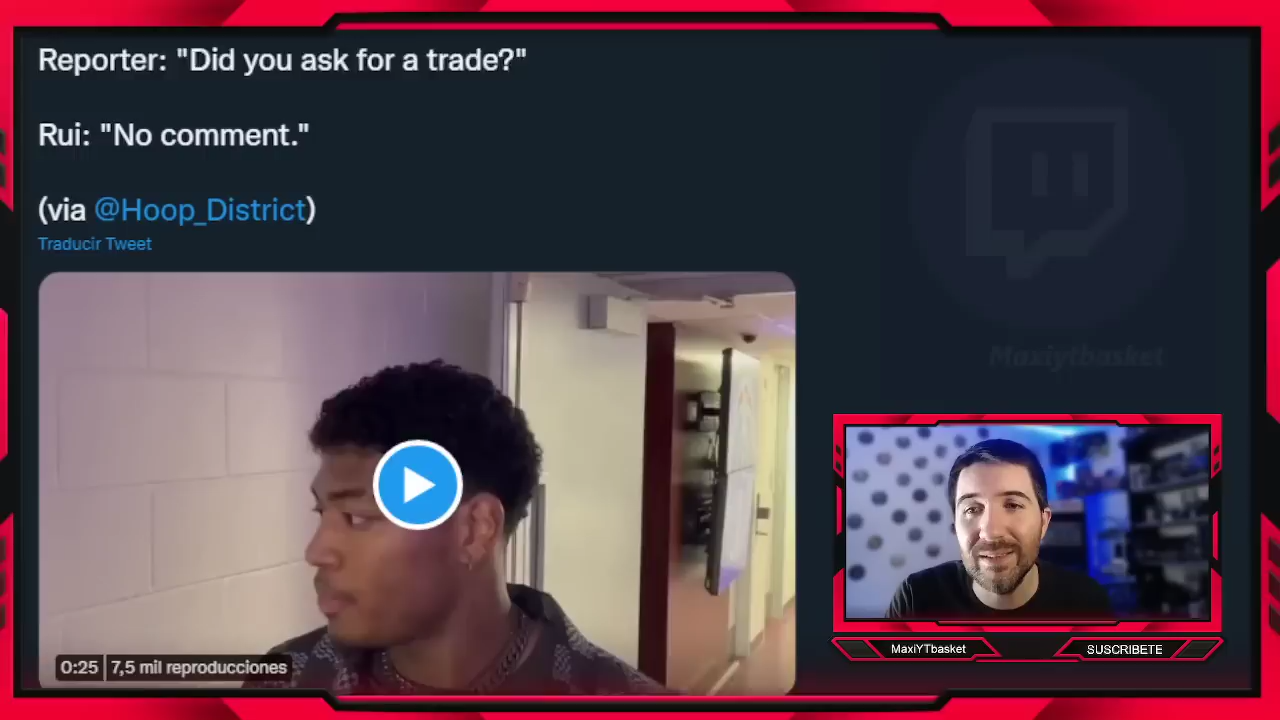 Reporter: "Did you ask for a trade?"
Rui: "No comment."
(via @Hoop_District)
Traducir Tweet
Maxiytbasket
0:25 7,5 mil reproducciones
MaxiYTbasket
SUSCRIBETE